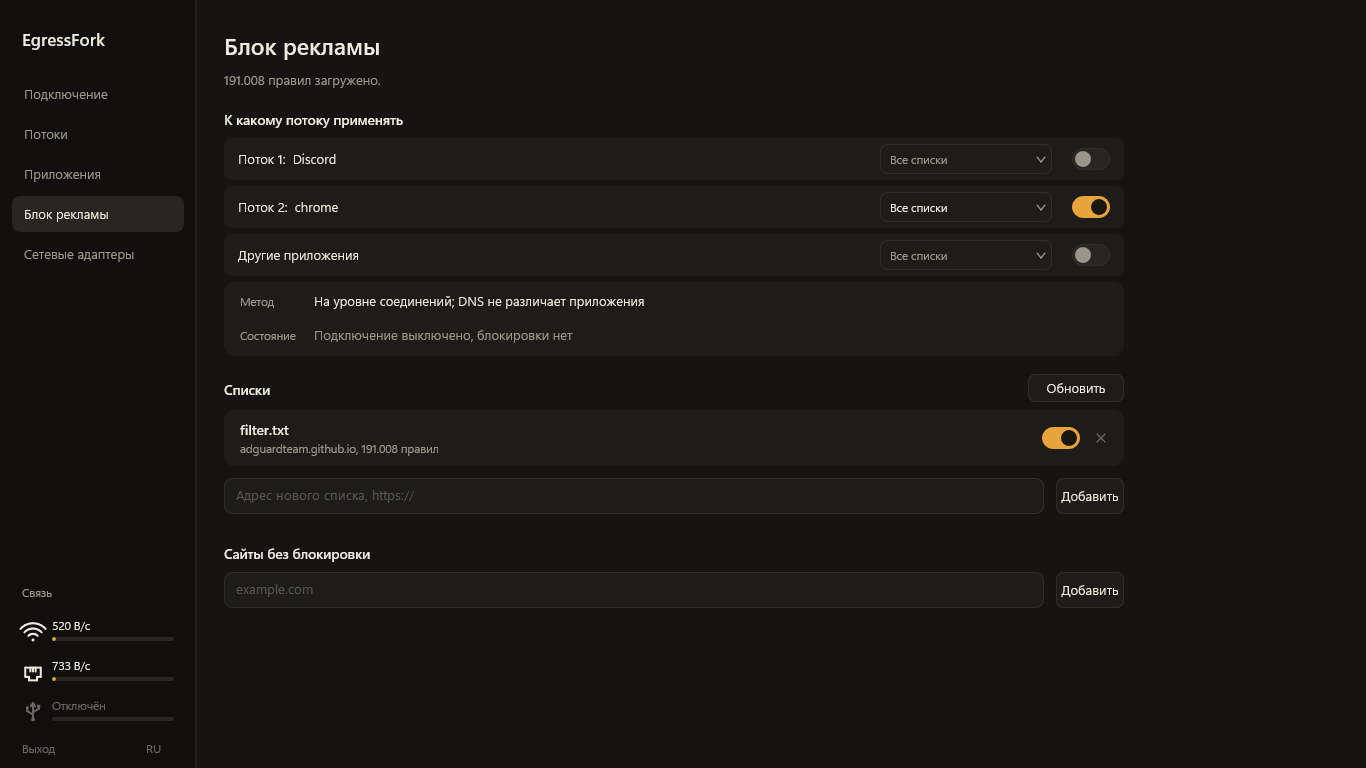 EgressFork
Подключение
Потоки
Приложения
Блок рекламы
Сетевые адаптеры
Связь
520 B/c
733 B/c
Отключён
Выход RU
Блок рекламы
191.008 правил загружено.
К какому потоку применять
Поток 1: Discord Все списки
Поток 2: chrome Все списки
Другие приложения Все списки
Метод На уровне соединений; DNS не различает приложения
Состояние Подключение выключено, блокировки нет
Списки Обновить
filter.txt
adguardteam.github.io, 191.008 правил
Адрес нового списка, https:// Добавить
Сайты без блокировки
example.com Добавить